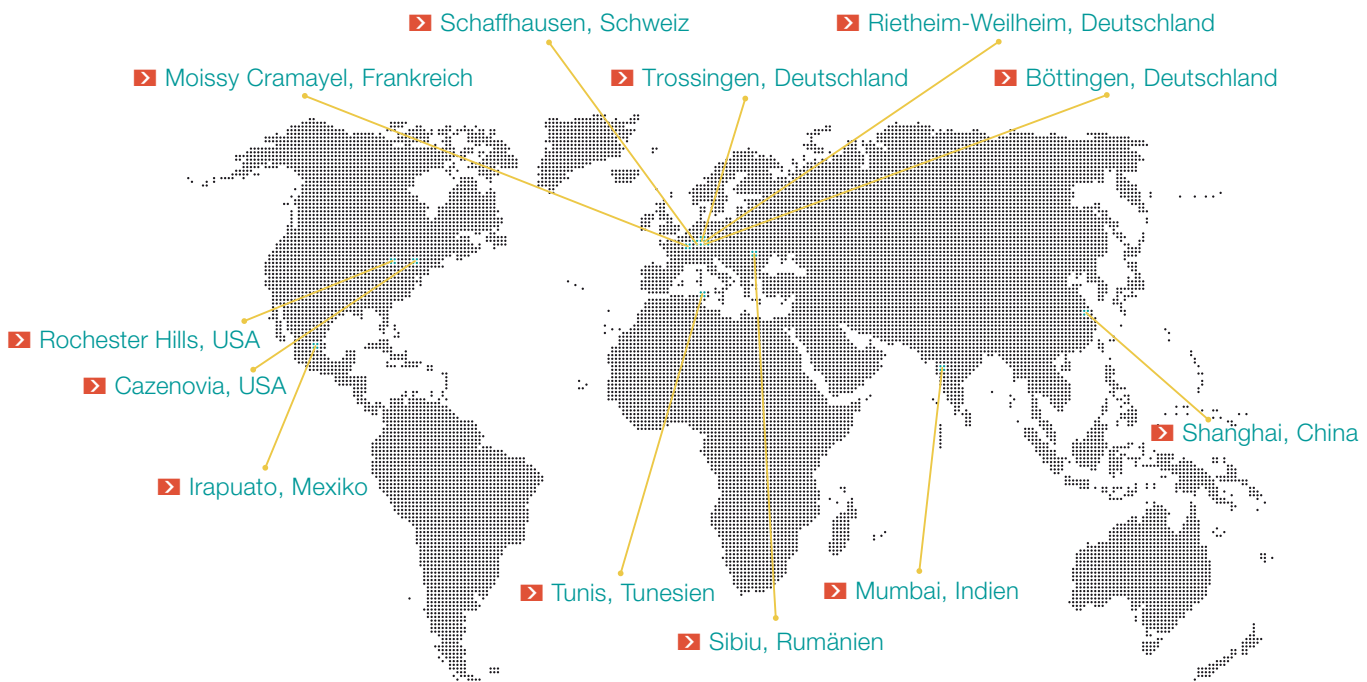 Schaffhausen, Schweiz
Rietheim-Weilheim, Deutschland
Moissy Cramayel, Frankreich
Trossingen, Deutschland
Böttingen, Deutschland
Rochester Hills, USA
Cazenovia, USA
Shanghai, China
Irapuato, Mexiko
Tunis, Tunesien
Mumbai, Indien
Sibiu, Rumänien